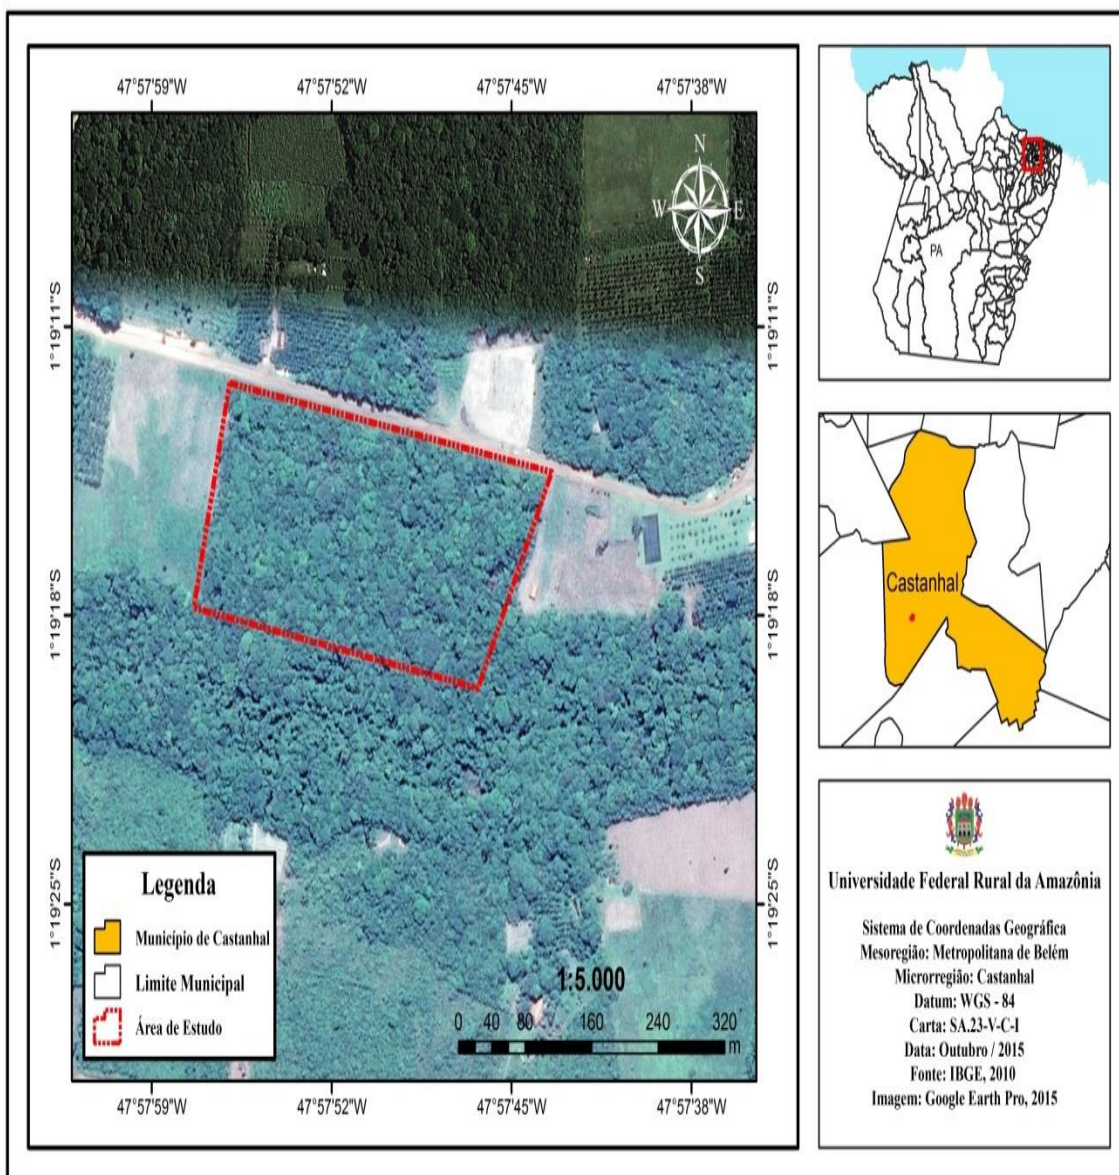 47°57'59"W 47°57'52"W 47°57'45"W 47°57'38"W
N
W E
S
1°19'11"S 1°19'11"S
1°19'18"S 1°19'18"S
1°19'25"S 1°19'25"S
Legenda
Município de Castanhal
Limite Municipal
Área de Estudo
1:5.000
0 40 80 160 240 320
m
47°57'59"W 47°57'52"W 47°57'45"W 47°57'38"W
PA
Castanhal
Universidade Federal Rural da Amazônia
Sistema de Coordenadas Geográfica
Mesoregião: Metropolitana de Belém
Microrregião: Castanhal
Datum: WGS - 84
Carta: SA.23-V-C-I
Data: Outubro / 2015
Fonte: IBGE, 2010
Imagem: Google Earth Pro, 2015